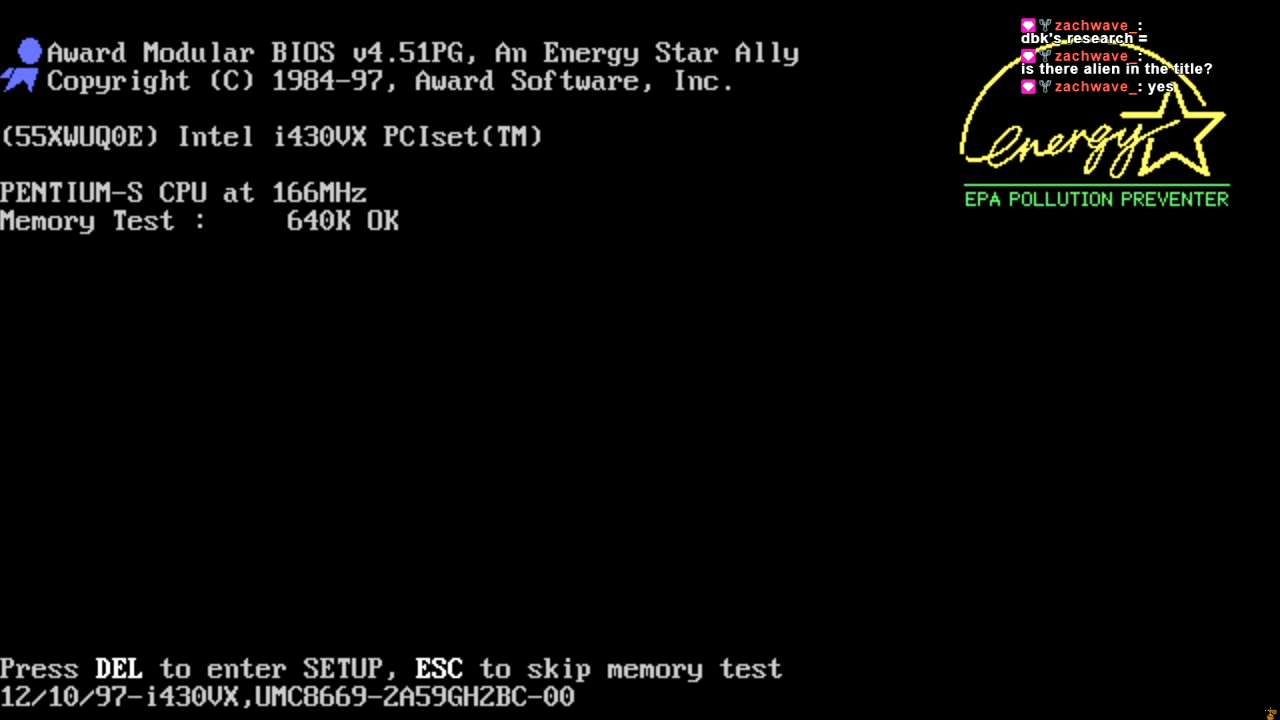 Award Modular BIOS v4.51PG, An Energy Star Ally
Copyright (C) 1984-97, Award Software, Inc.
(55XWUQ0E) Intel i430VX PCIset(TM)
PENTIUM-S CPU at 166MHz
Memory Test :     640K OK
zachwave_:
dbk's research =
zachwave_:
is there alien in the title?
zachwave_: yes
energy
EPA POLLUTION PREVENTER
Press DEL to enter SETUP, ESC to skip memory test
12/10/97-i430VX,UMC8669-2A59GH2BC-00